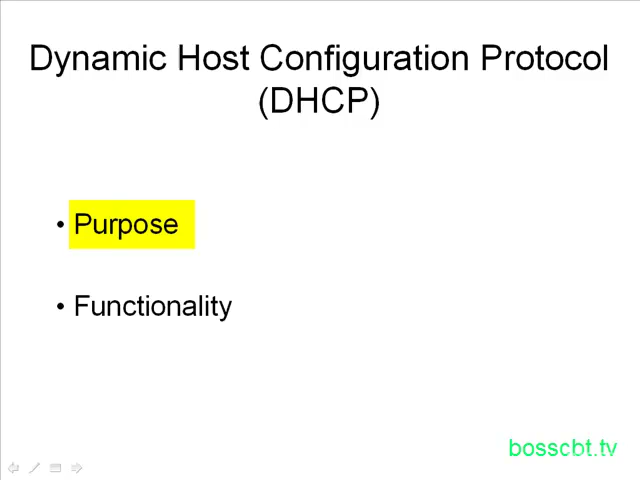 Dynamic Host Configuration Protocol
(DHCP)
• Purpose
• Functionality
bosscbt.tv